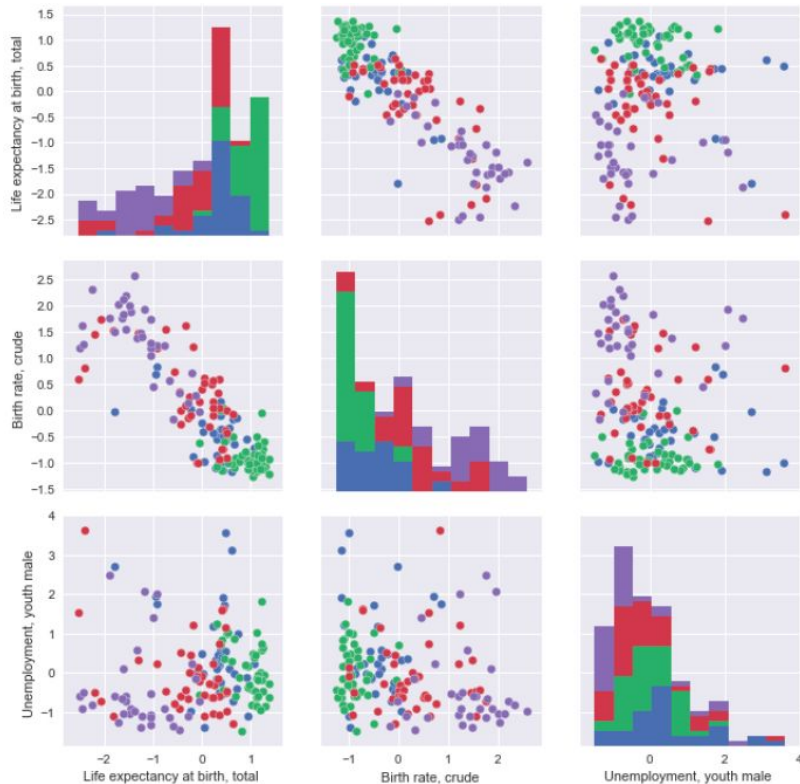 Life expectancy at birth, total
1.5
1.0
0.5
0.0
−0.5
−1.0
−1.5
−2.0
−2.5
Birth rate, crude
2.5
2.0
1.5
1.0
0.5
0.0
−0.5
−1.0
−1.5
Unemployment, youth male
4
3
2
1
0
−1
−2 −1 0 1
Life expectancy at birth, total
−1 0 1 2
Birth rate, crude
0 2 4
Unemployment, youth male